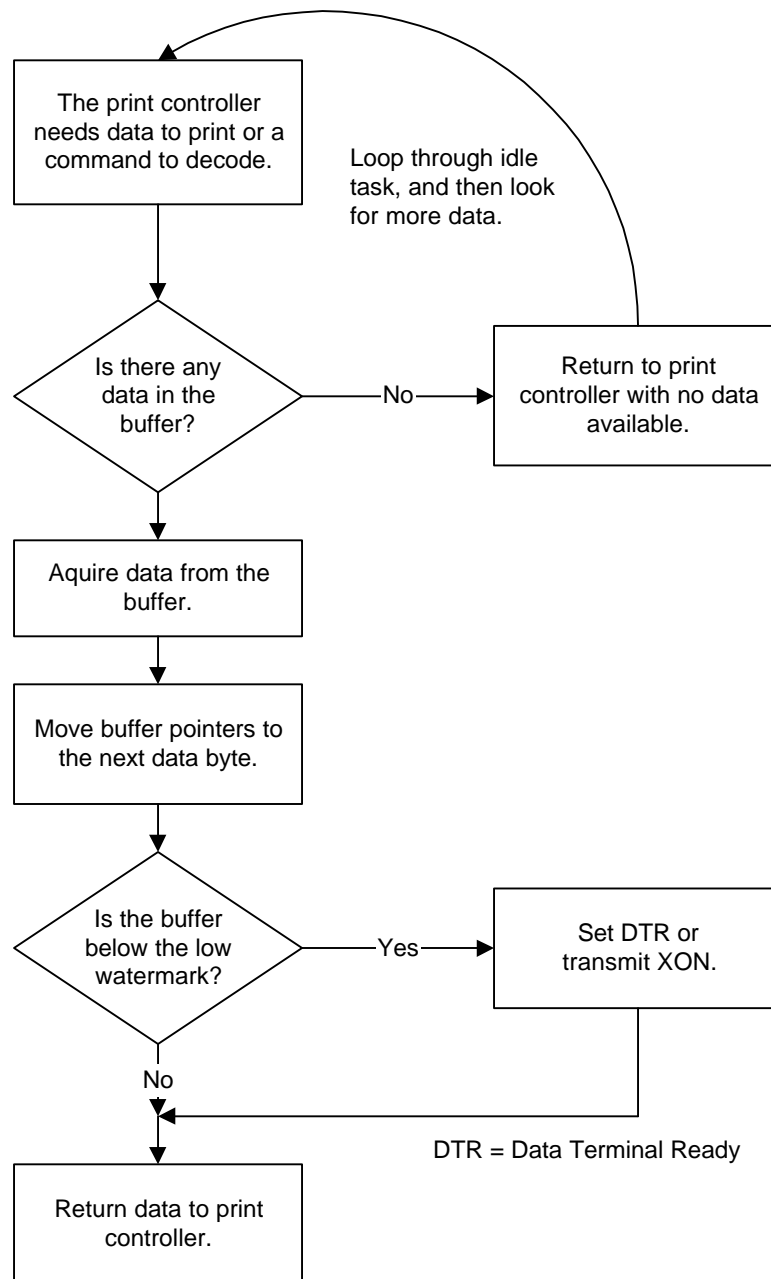 The print controller
needs data to print or a
command to decode.
Loop through idle
task, and then look
for more data.
Is there any
data in the
buffer?
No
Return to print
controller with no data
available.
Aquire data from the
buffer.
Move buffer pointers to
the next data byte.
Is the buffer
below the low
watermark?
Yes
Set DTR or
transmit XON.
No
DTR = Data Terminal Ready
Return data to print
controller.